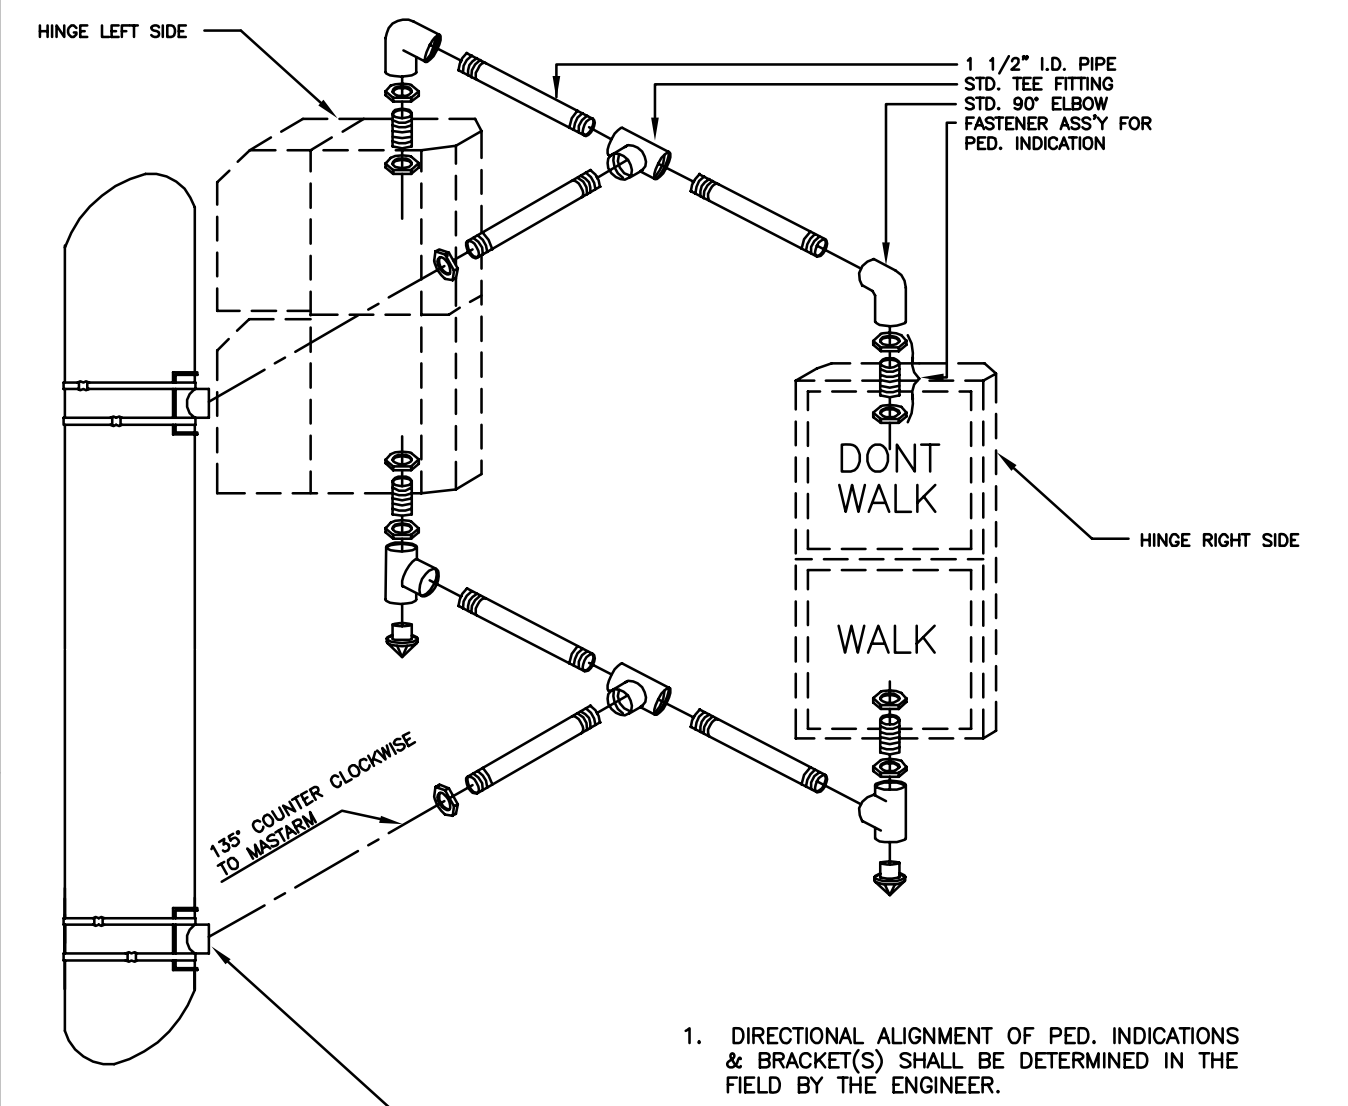 HINGE LEFT SIDE
1 1/2" I.D. PIPE
STD. TEE FITTING
STD. 90° ELBOW
FASTENER ASS'Y FOR
PED. INDICATION
DONT
WALK
HINGE RIGHT SIDE
WALK
135° COUNTER CLOCKWISE
TO MASTARM
1. DIRECTIONAL ALIGNMENT OF PED. INDICATIONS
& BRACKET(S) SHALL BE DETERMINED IN THE
FIELD BY THE ENGINEER.